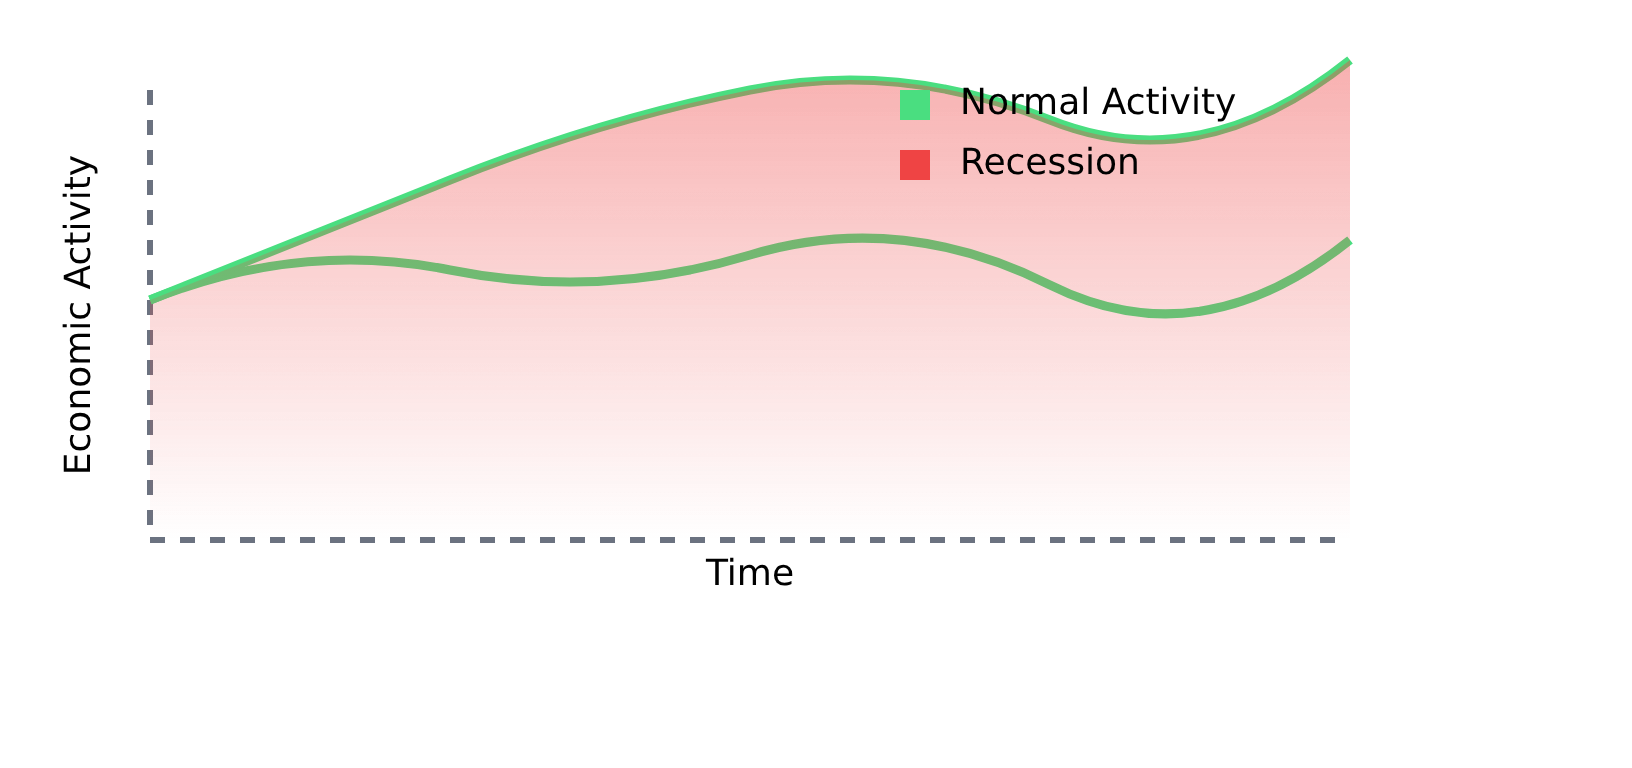 Normal Activity
Recession
Economic Activity
Time